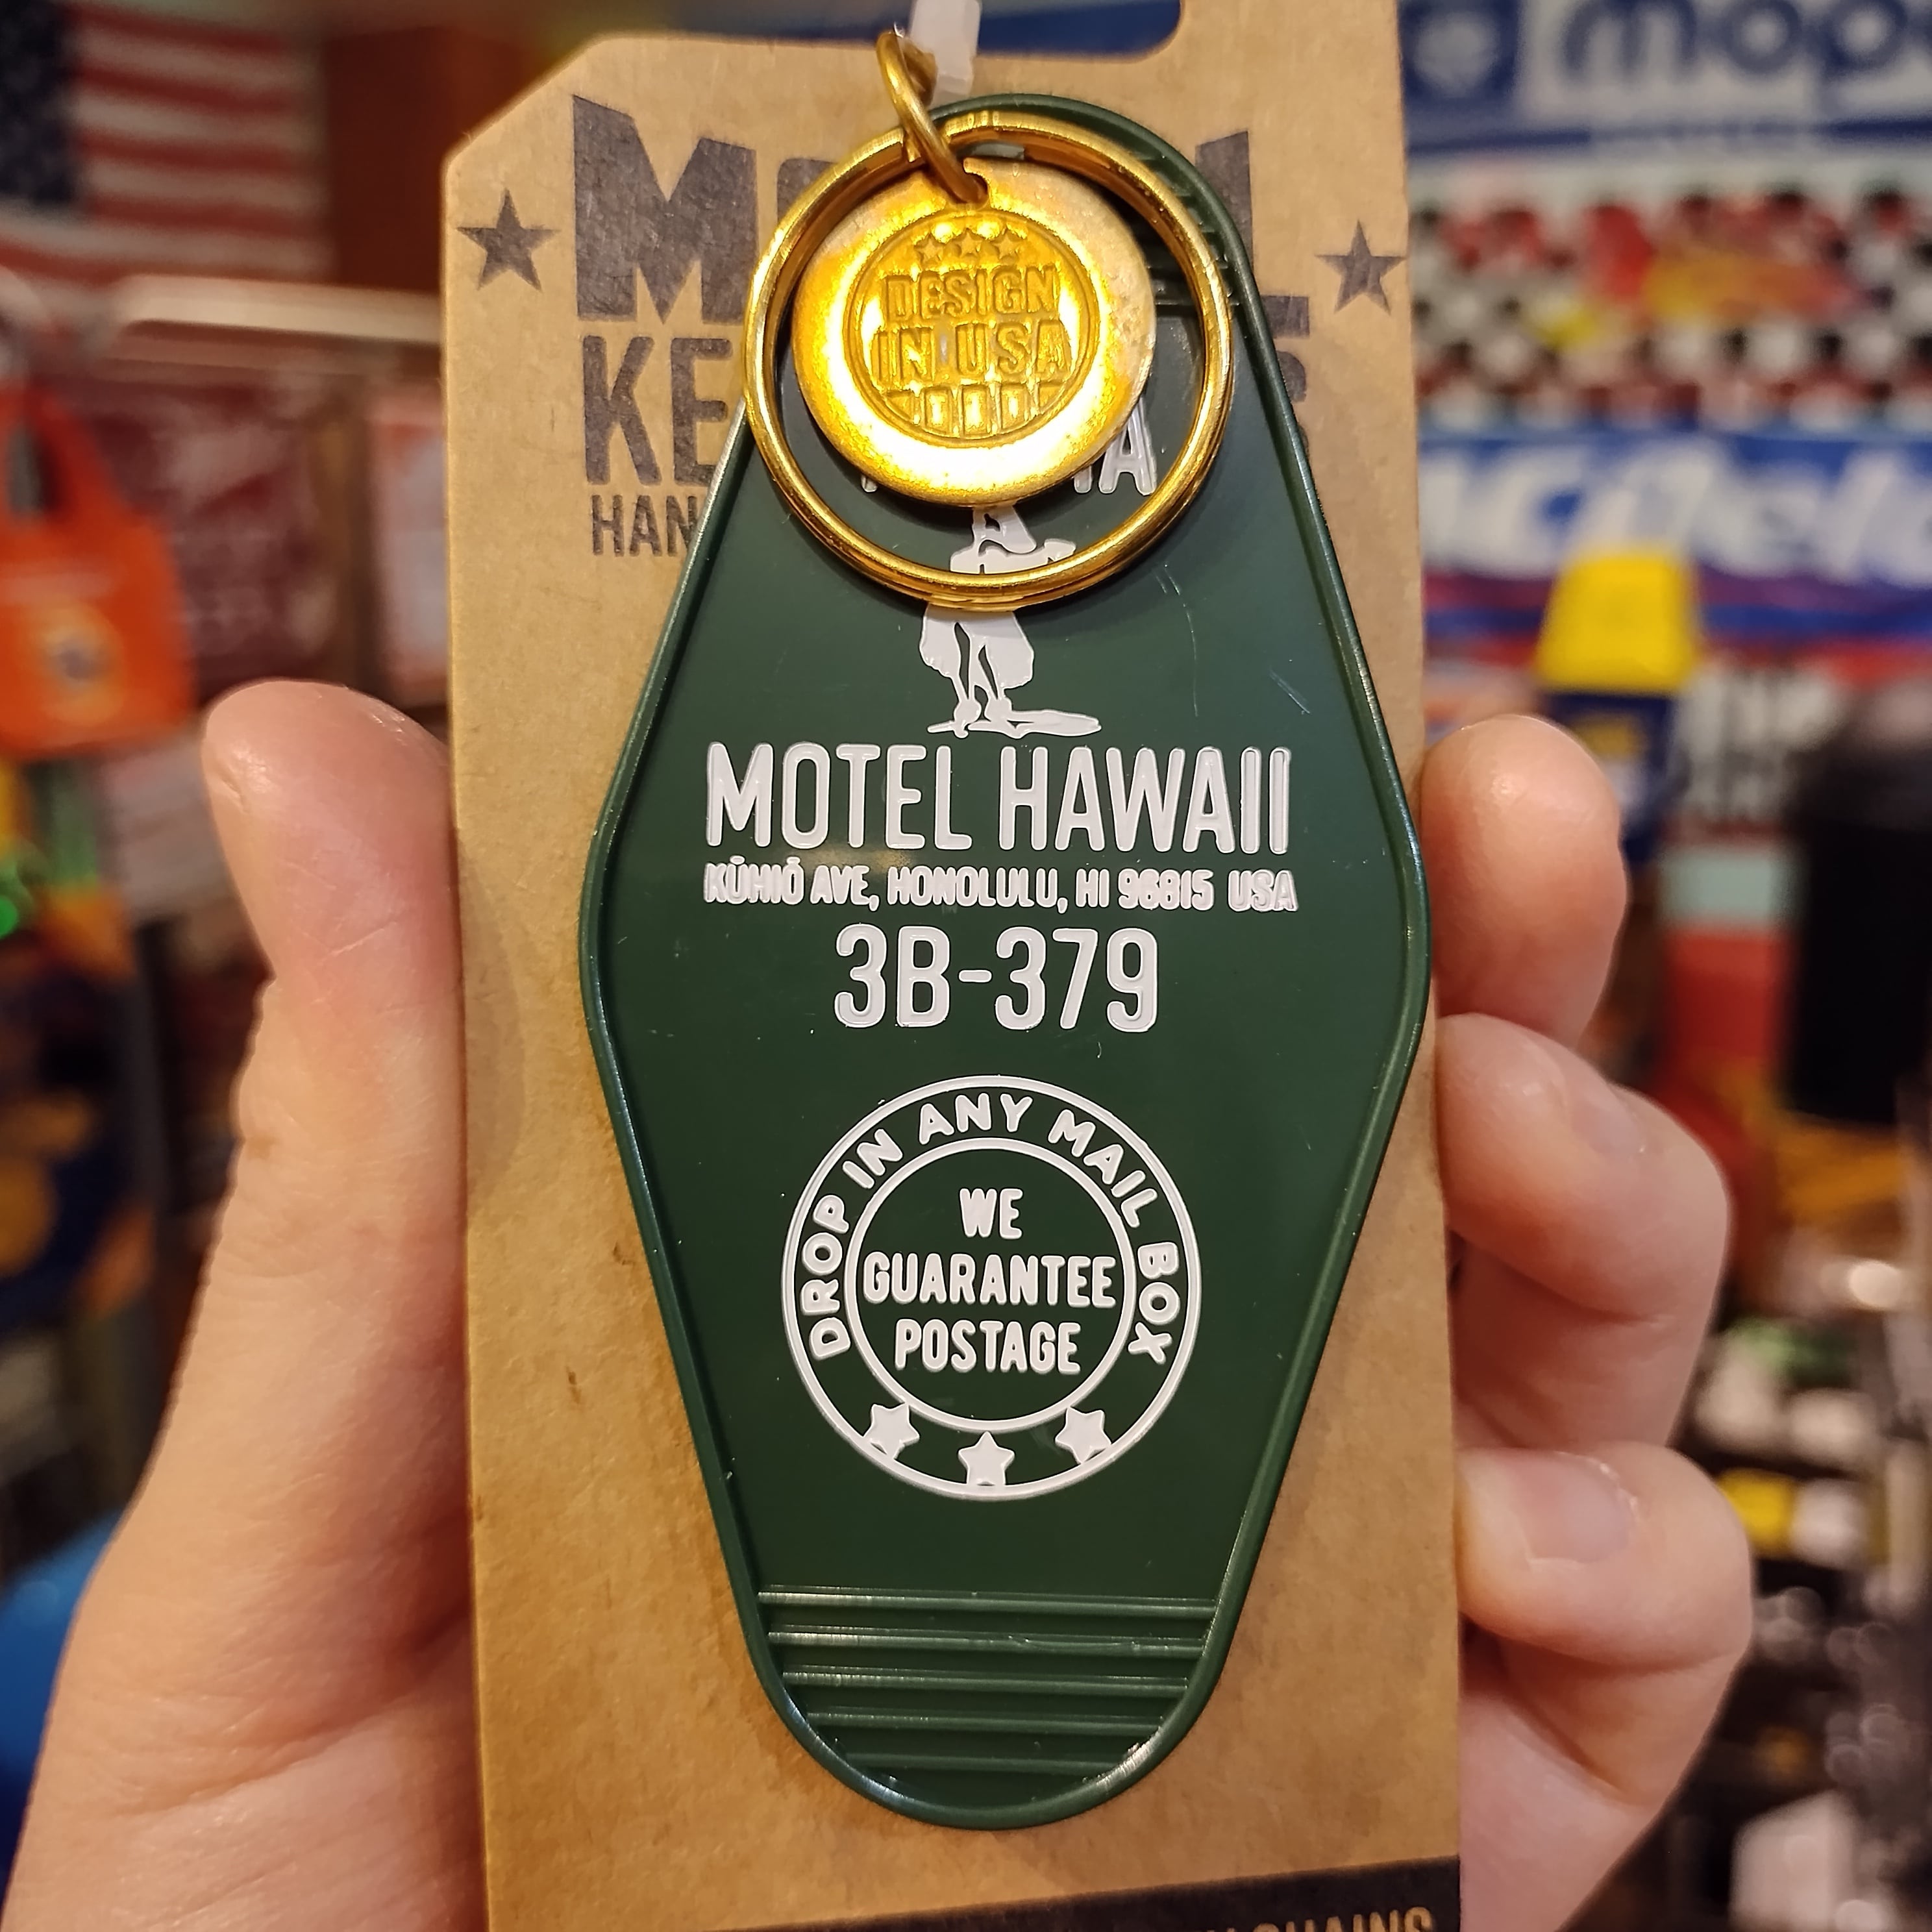 DESIGN
IN USA
MOTEL HAWAII
KŪHIŌ AVE, HONOLULU, HI 96815 USA
3B-379
DROP IN ANY MAIL BOX
WE
GUARANTEE
POSTAGE
CHAINS